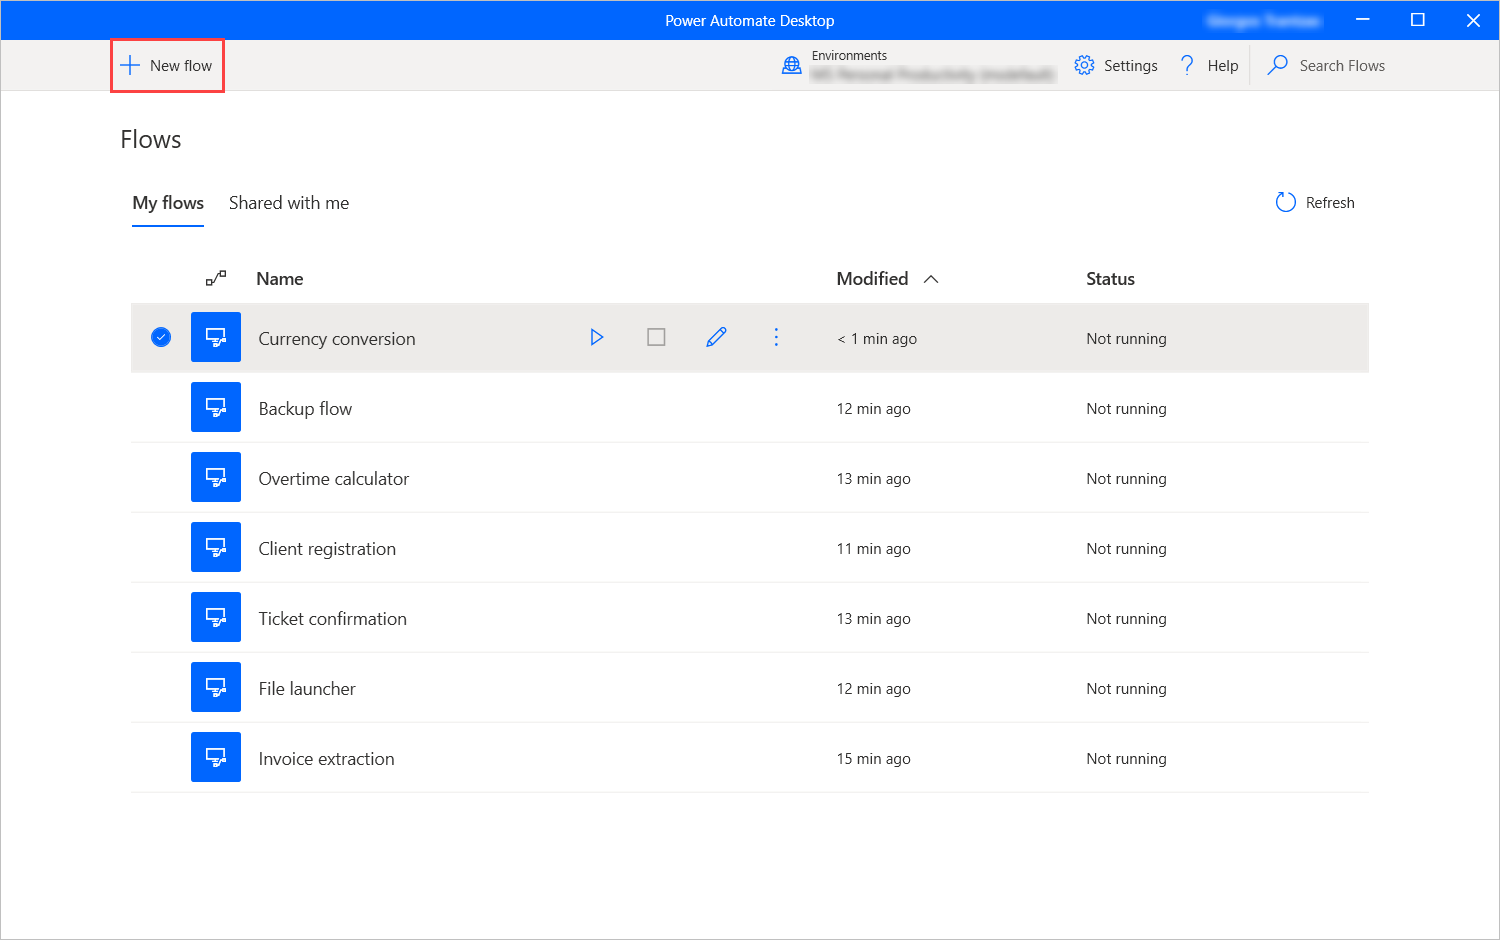 Power Automate Desktop
New flow
Environments
Settings
Help
Search Flows
Flows
My flows
Shared with me
Refresh
Name
Modified
Status
Currency conversion
< 1 min ago
Not running
Backup flow
12 min ago
Not running
Overtime calculator
13 min ago
Not running
Client registration
11 min ago
Not running
Ticket confirmation
13 min ago
Not running
File launcher
12 min ago
Not running
Invoice extraction
15 min ago
Not running